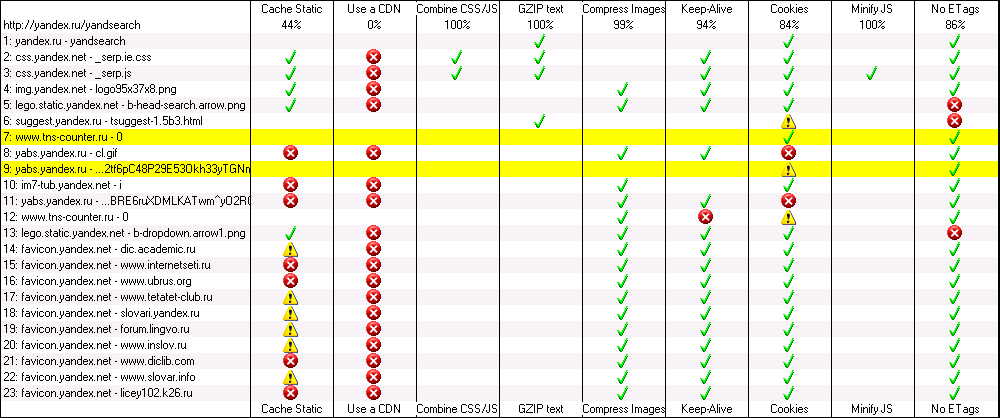 Cache Static Use a CDN Combine CSS/JS GZIP text Compress Images Keep-Alive Cookies Minify JS No ETags
http://yandex.ru/yandsearch 44% 0% 100% 100% 99% 94% 84% 100% 86%
1: yandex.ru - yandsearch
2: css.yandex.net - _serp.ie.css
3: css.yandex.net - _serp.js
4: img.yandex.net - logo95x37x8.png
5: lego.static.yandex.net - b-head-search.arrow.png
6: suggest.yandex.ru - tsuggest-1.5b3.html
7: www.tns-counter.ru - 0
8: yabs.yandex.ru - cl.gif
9: yabs.yandex.ru - ...2tf6pC48P29E53Okh33yTGNn
10: im7-tub.yandex.net - i
11: yabs.yandex.ru - ...BRE6ruXDMLKATwm^yO2R0
12: www.tns-counter.ru - 0
13: lego.static.yandex.net - b-dropdown.arrow1.png
14: favicon.yandex.net - dic.academic.ru
15: favicon.yandex.net - www.internetseti.ru
16: favicon.yandex.net - www.ubrus.org
17: favicon.yandex.net - www.tetatet-club.ru
18: favicon.yandex.net - slovari.yandex.ru
19: favicon.yandex.net - forum.lingvo.ru
20: favicon.yandex.net - www.inslov.ru
21: favicon.yandex.net - www.diclib.com
22: favicon.yandex.net - www.slovar.info
23: favicon.yandex.net - licey102.k26.ru
Cache Static Use a CDN Combine CSS/JS GZIP text Compress Images Keep-Alive Cookies Minify JS No ETags